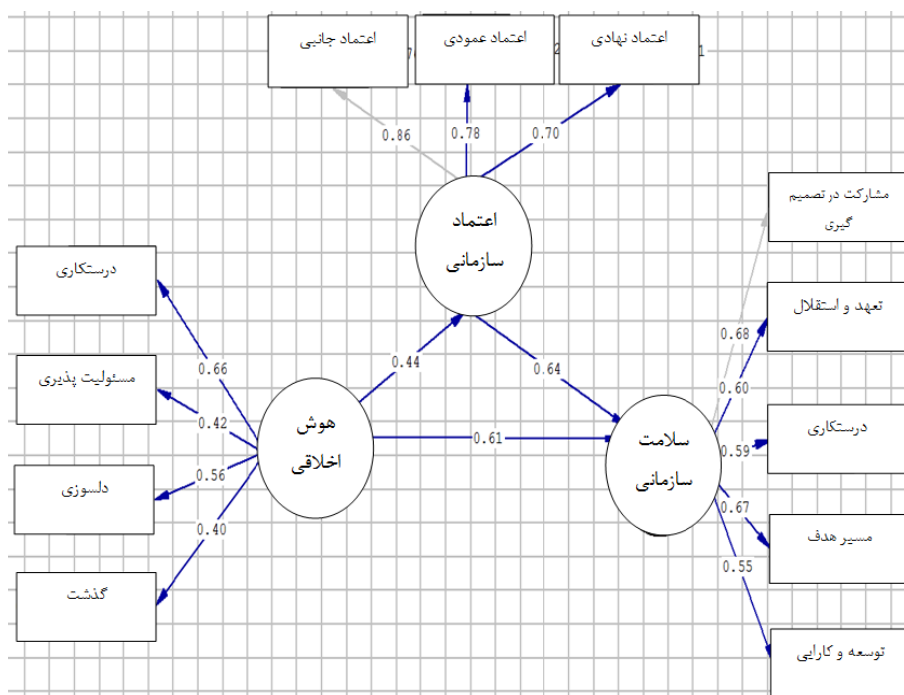 اعتماد جانبی
اعتماد عمودی
اعتماد نهادی
2
1
0.86
0.78
0.70
اعتماد
سازمانی
مشارکت در تصمیم
گیری
درستکاری
تعهد و استقلال
0.68
0.66
0.44
0.64
مسئولیت پذیری
0.60
0.42
هوش
اخلاقی
0.61
سلامت
سازمانی
درستکاری
0.59
دلسوزی
0.56
0.67
مسیر هدف
0.40
0.55
گذشت
توسعه و کارایی